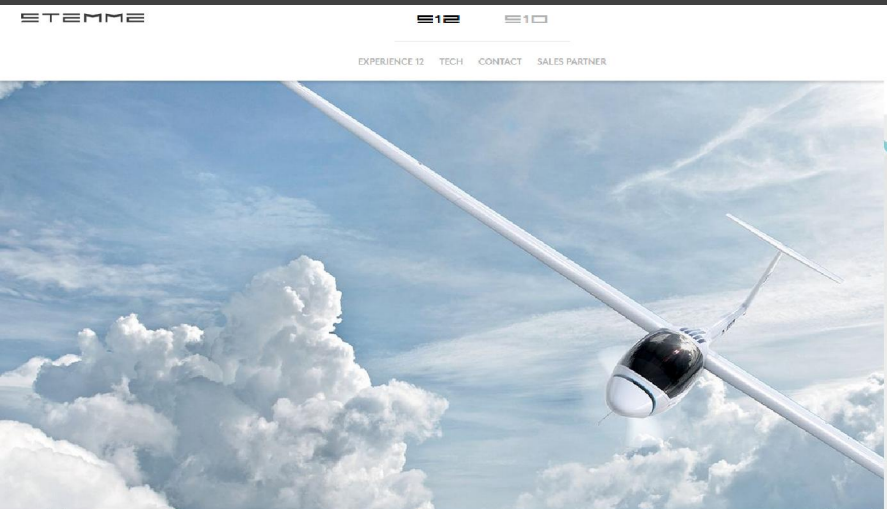 STEMME
S12 S10
EXPERIENCE 12 TECH CONTACT SALES PARTNER